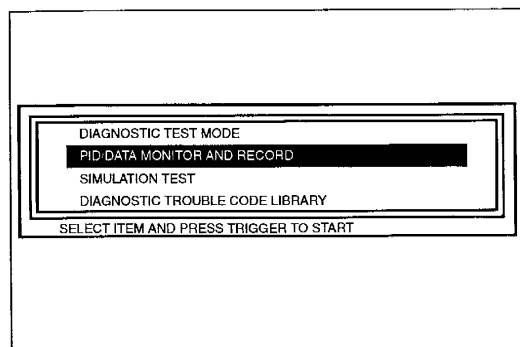 DIAGNOSTIC TEST MODE
PID/DATA MONITOR AND RECORD
SIMULATION TEST
DIAGNOSTIC TROUBLE CODE LIBRARY
SELECT ITEM AND PRESS TRIGGER TO START